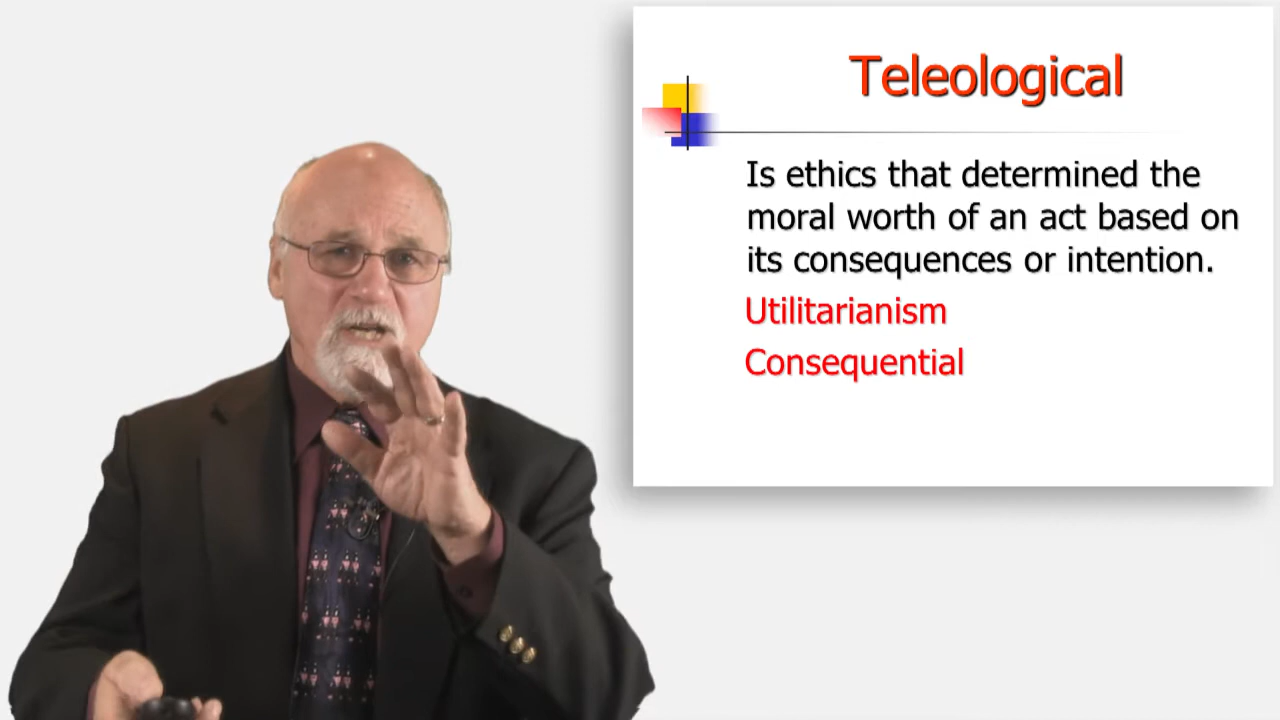 Teleological
Is ethics that determined the
moral worth of an act based on
its consequences or intention.
Utilitarianism
Consequential